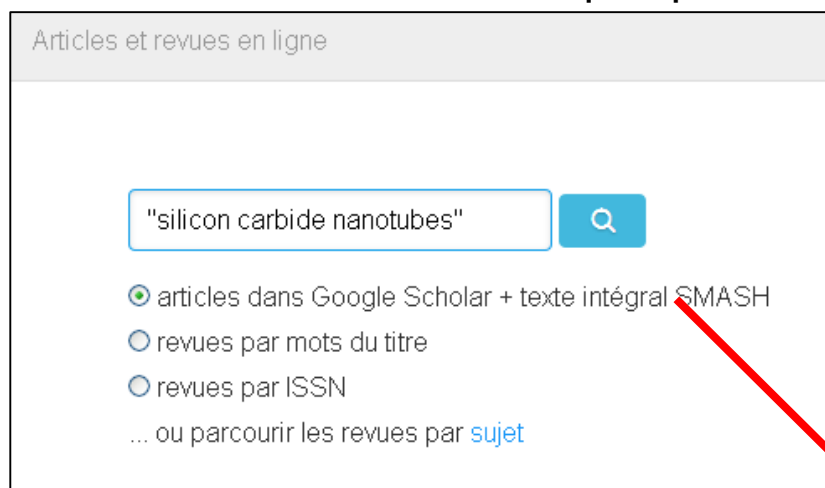 Articles et revues en ligne
"silicon carbide nanotubes"
articles dans Google Scholar + texte intégral SMASH
revues par mots du titre
revues par ISSN
... ou parcourir les revues par sujet